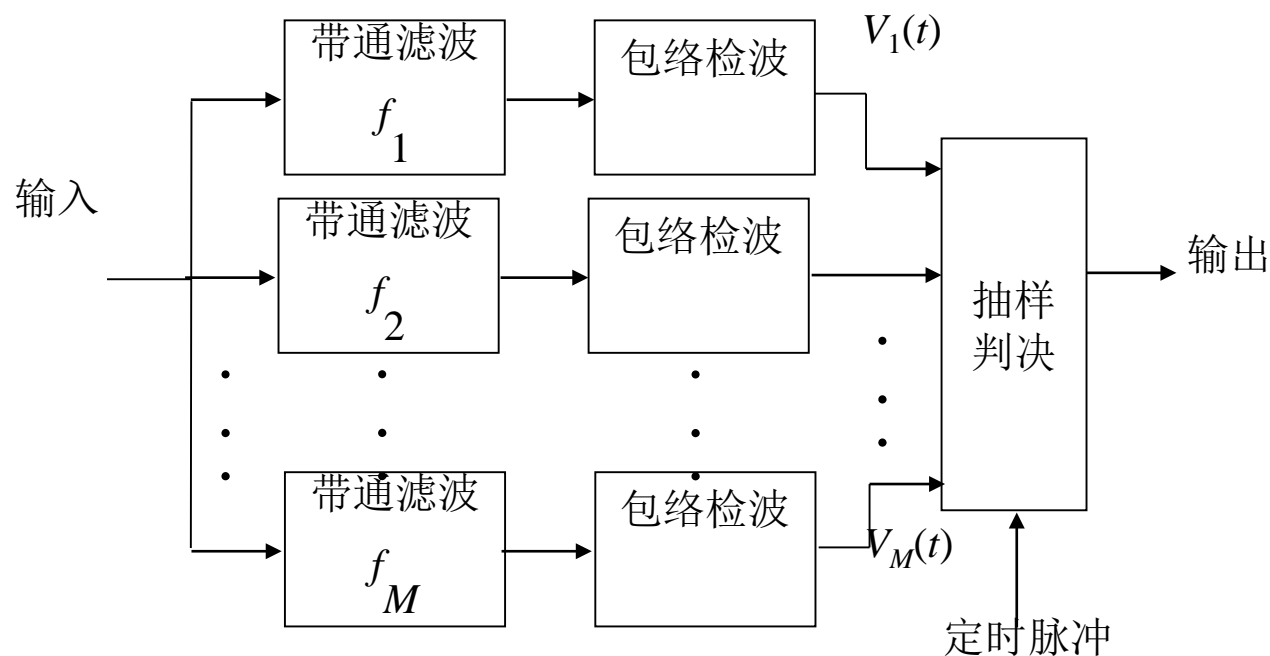 带通滤波
f1
包络检波
V1(t)
输入
带通滤波
f2
包络检波
抽样
判决
输出
带通滤波
fM
包络检波
VM(t)
定时脉冲